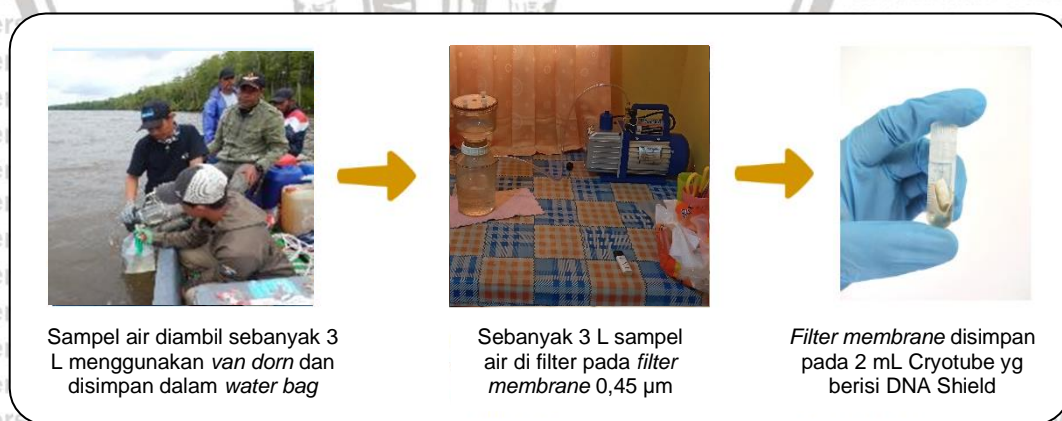 Sampel air diambil sebanyak 3
L menggunakan van dorn dan
disimpan dalam water bag
Sebanyak 3 L sampel
air di filter pada filter
membrane 0,45 µm
Filter membrane disimpan
pada 2 mL Cryotube yg
berisi DNA Shield